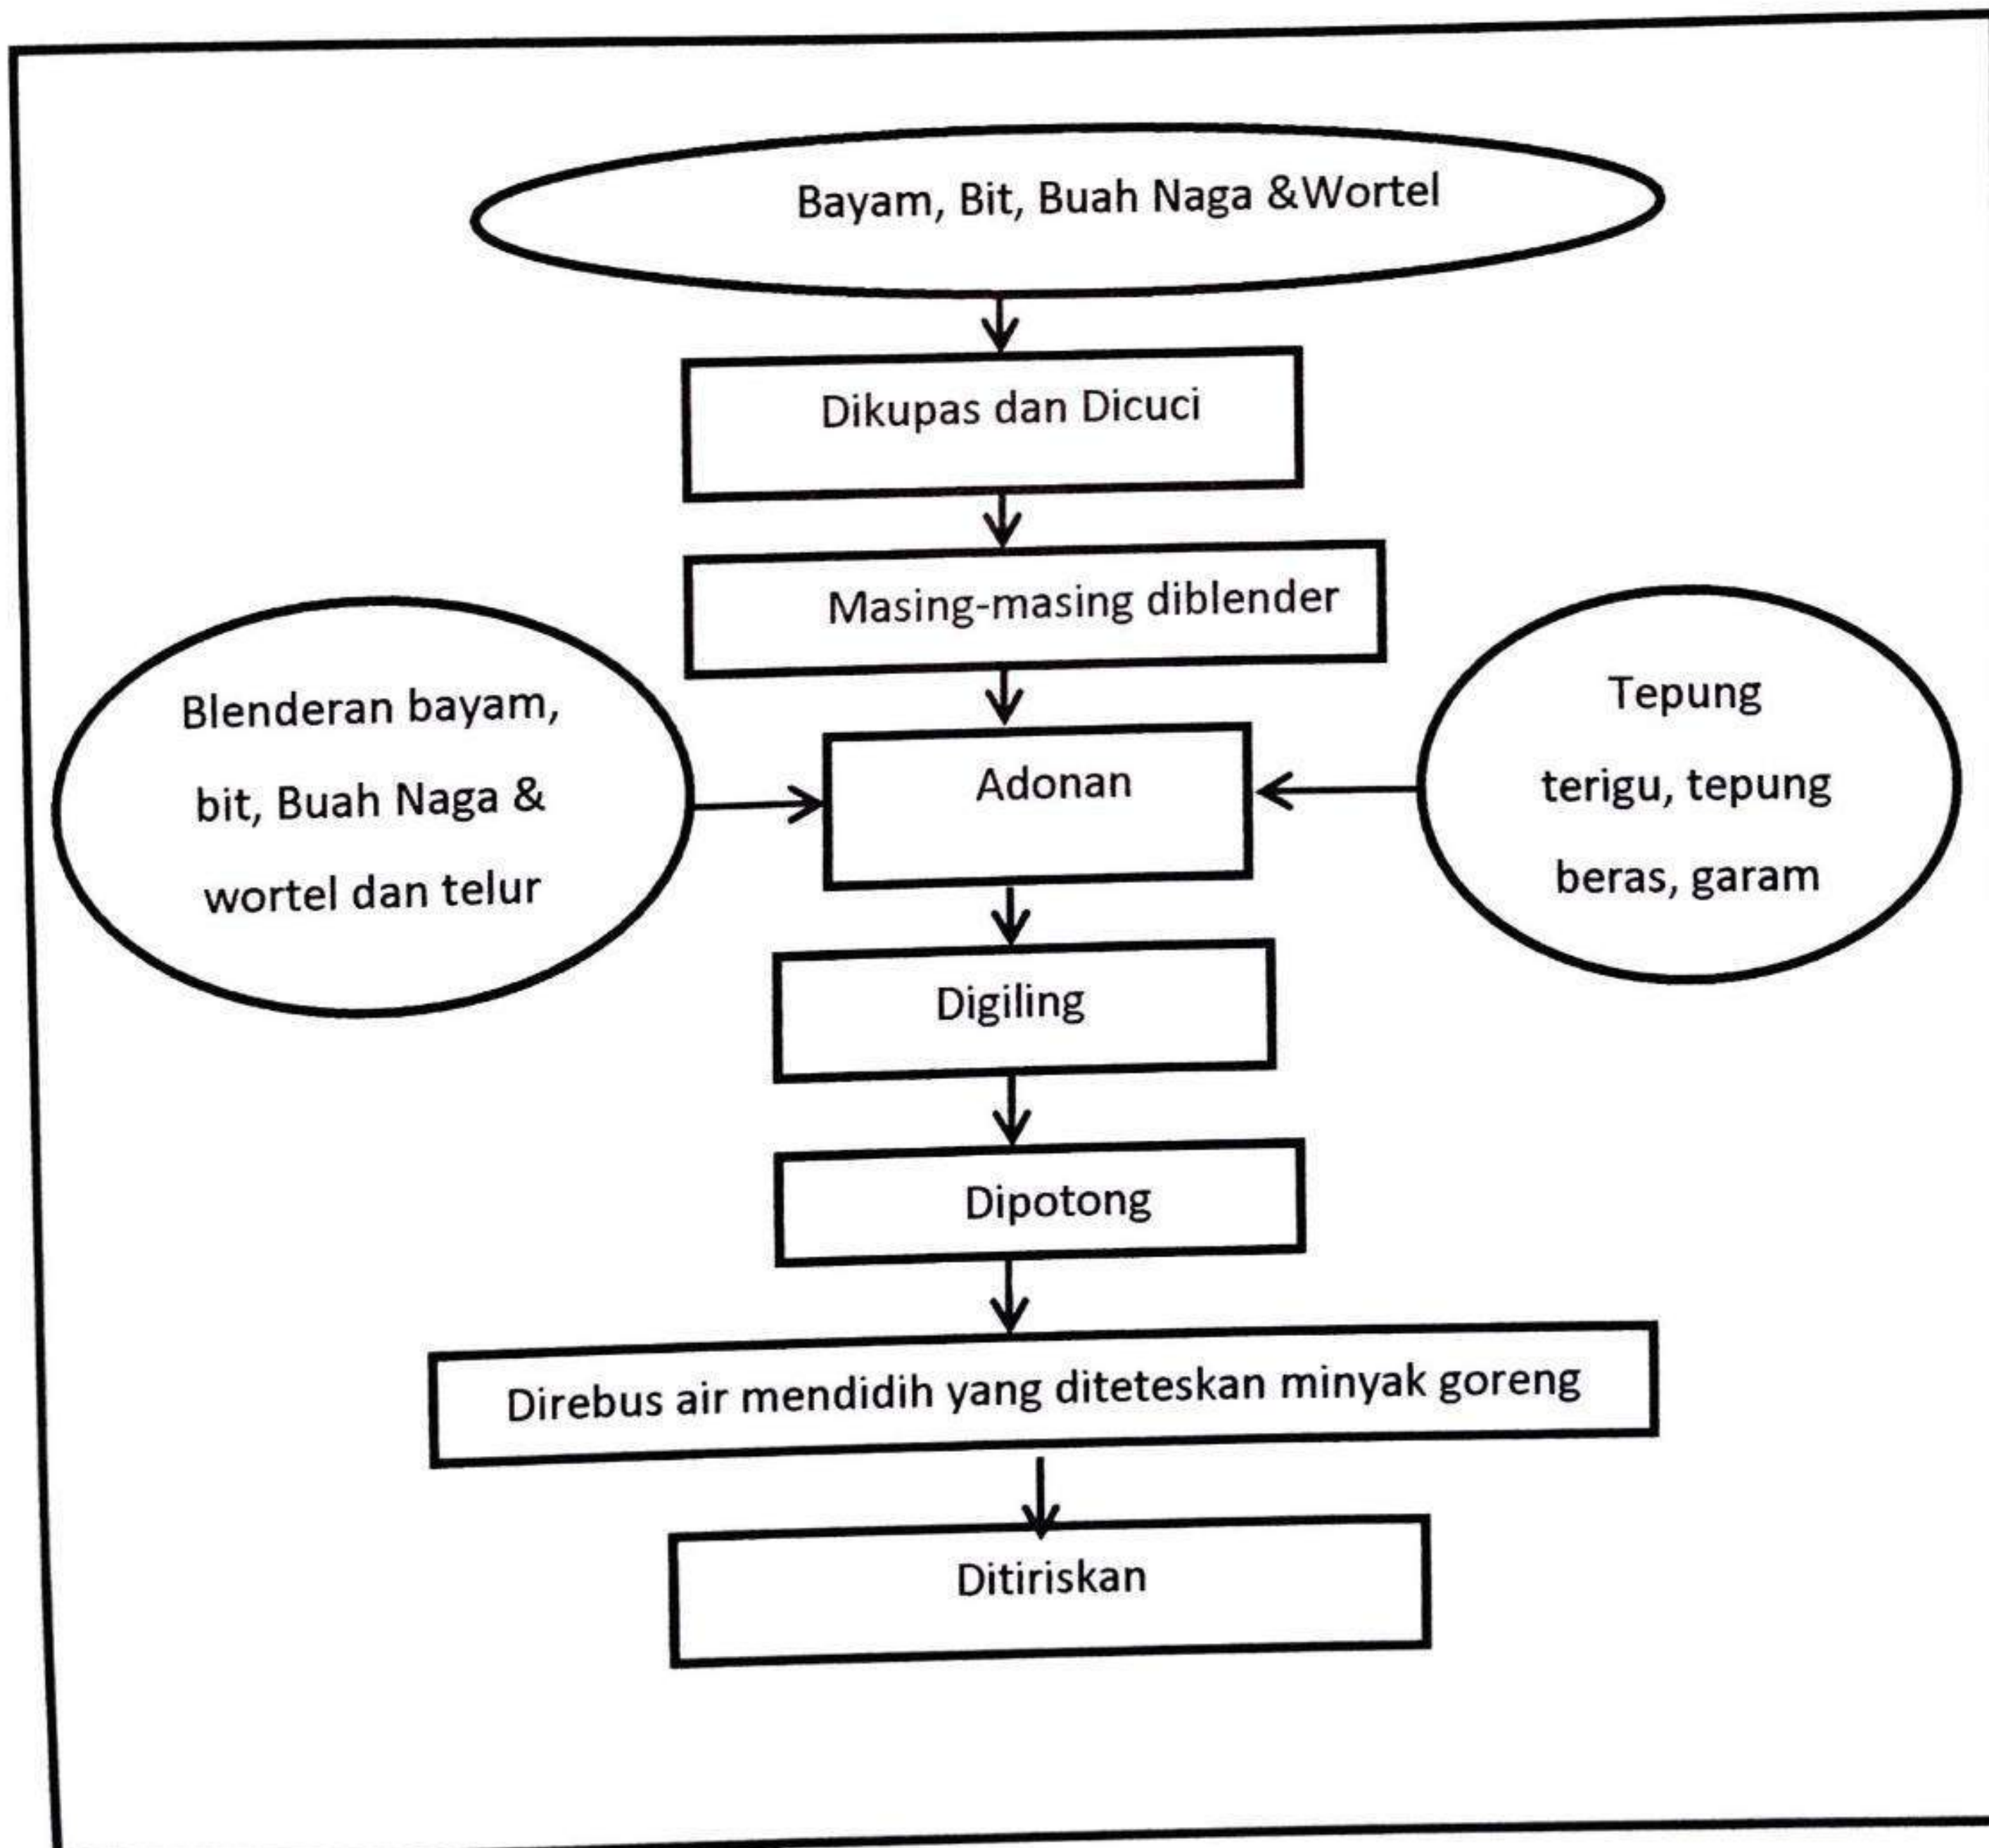 Bayam, Bit, Buah Naga &Wortel
Dikupas dan Dicuci
Masing-masing diblender
Blenderan bayam,
bit, Buah Naga &
wortel dan telur
Adonan
Tepung
terigu, tepung
beras, garam
Digiling
Dipotong
Direbus air mendidih yang diteteskan minyak goreng
Ditiriskan